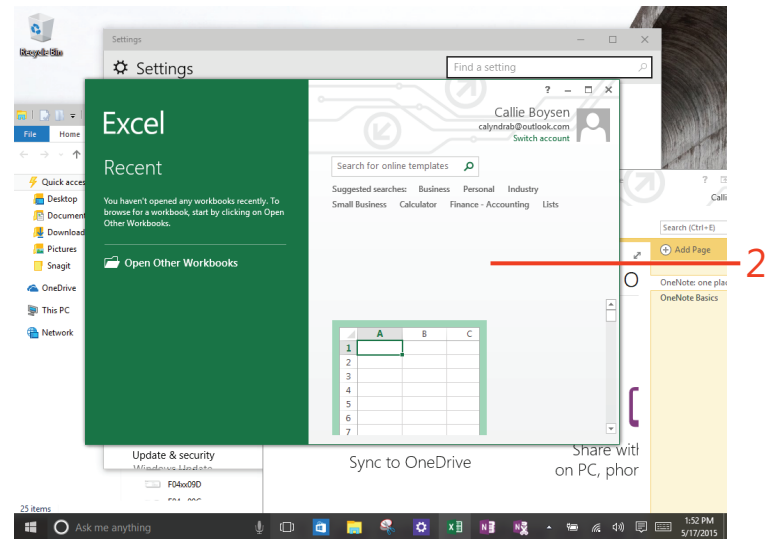 Recycle Bin
Settings
Settings
Find a setting
Excel
Callie Boysen
calyndrab@outlook.com
Switch account
File Home
Recent
Search for online templates
Suggested searches: Business Personal Industry
Small Business Calculator Finance - Accounting Lists
You haven't opened any workbooks recently. To
browse for a workbook, start by clicking on Open
Other Workbooks.
Open Other Workbooks
Quick acces
Desktop
Document
Download
Pictures
Snagit
OneDrive
This PC
Network
Calli
Search (Ctrl+E)
Add Page
2
O
OneNote: one plac
OneNote Basics
A B C
1
2
3
4
5
6
7
Update & security
Windows Update
F04xx09D
Sync to OneDrive
Share with
on PC, phor
25 items
Ask me anything
1:52 PM
5/17/2015